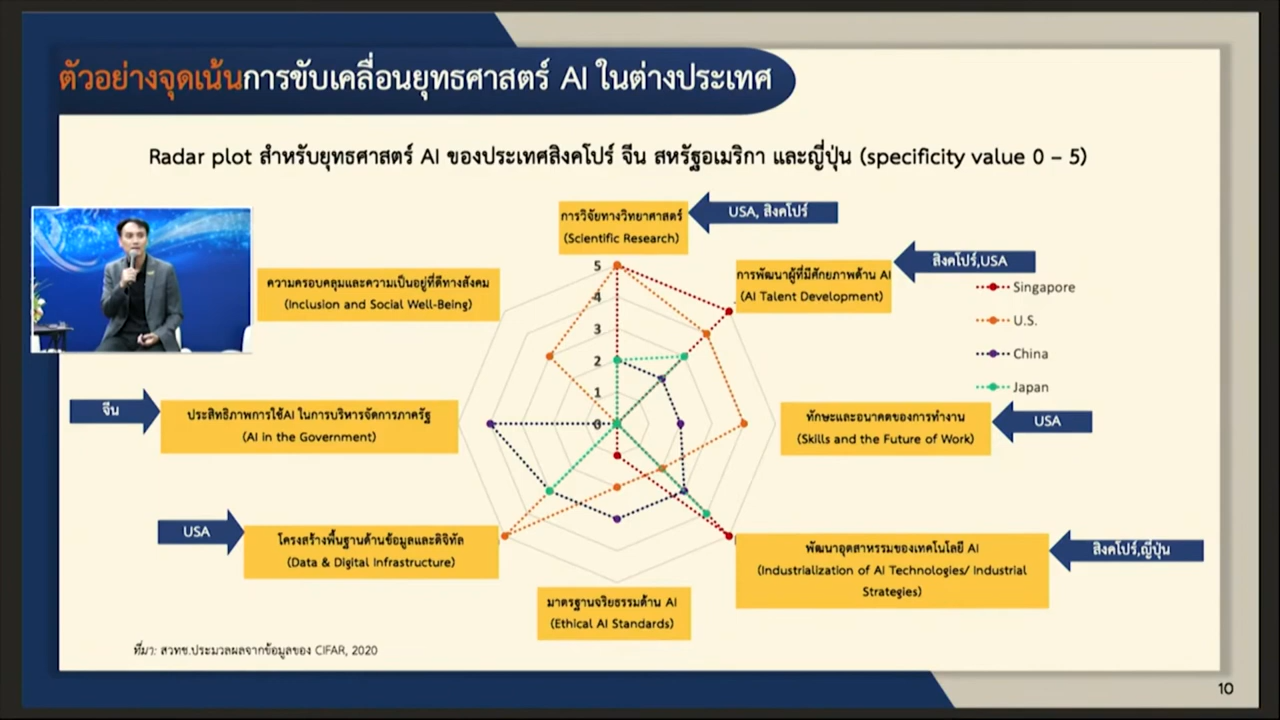 ตัวอย่างจุดเน้นการขับเคลื่อนยุทธศาสตร์ AI ในต่างประเทศ
Radar plot สำหรับยุทธศาสตร์ AI ของประเทศสิงคโปร์ จีน สหรัฐอเมริกา และญี่ปุ่น (specificity value 0 – 5)
การวิจัยทางวิทยาศาสตร์
(Scientific Research)
USA, สิงคโปร์
การพัฒนาผู้ที่มีศักยภาพด้าน AI
(AI Talent Development)
สิงคโปร์,USA
ความครอบคลุมและความเป็นอยู่ที่ดีทางสังคม
(Inclusion and Social Well-Being)
Singapore
U.S.
China
Japan
5
4
3
2
1
0
จีน
ประสิทธิภาพการใช้AI ในการบริหารจัดการภาครัฐ
(AI in the Government)
ทักษะและอนาคตของการทำงาน
(Skills and the Future of Work)
USA
USA
โครงสร้างพื้นฐานด้านข้อมูลและดิจิทัล
(Data & Digital Infrastructure)
พัฒนาอุตสาหกรรมของเทคโนโลยี AI
(Industrialization of AI Technologies/ Industrial
Strategies)
สิงคโปร์,ญี่ปุ่น
มาตรฐานจริยธรรมด้าน AI
(Ethical AI Standards)
ที่มา: สวทช.ประมวลผลจากข้อมูลของ CIFAR, 2020
10